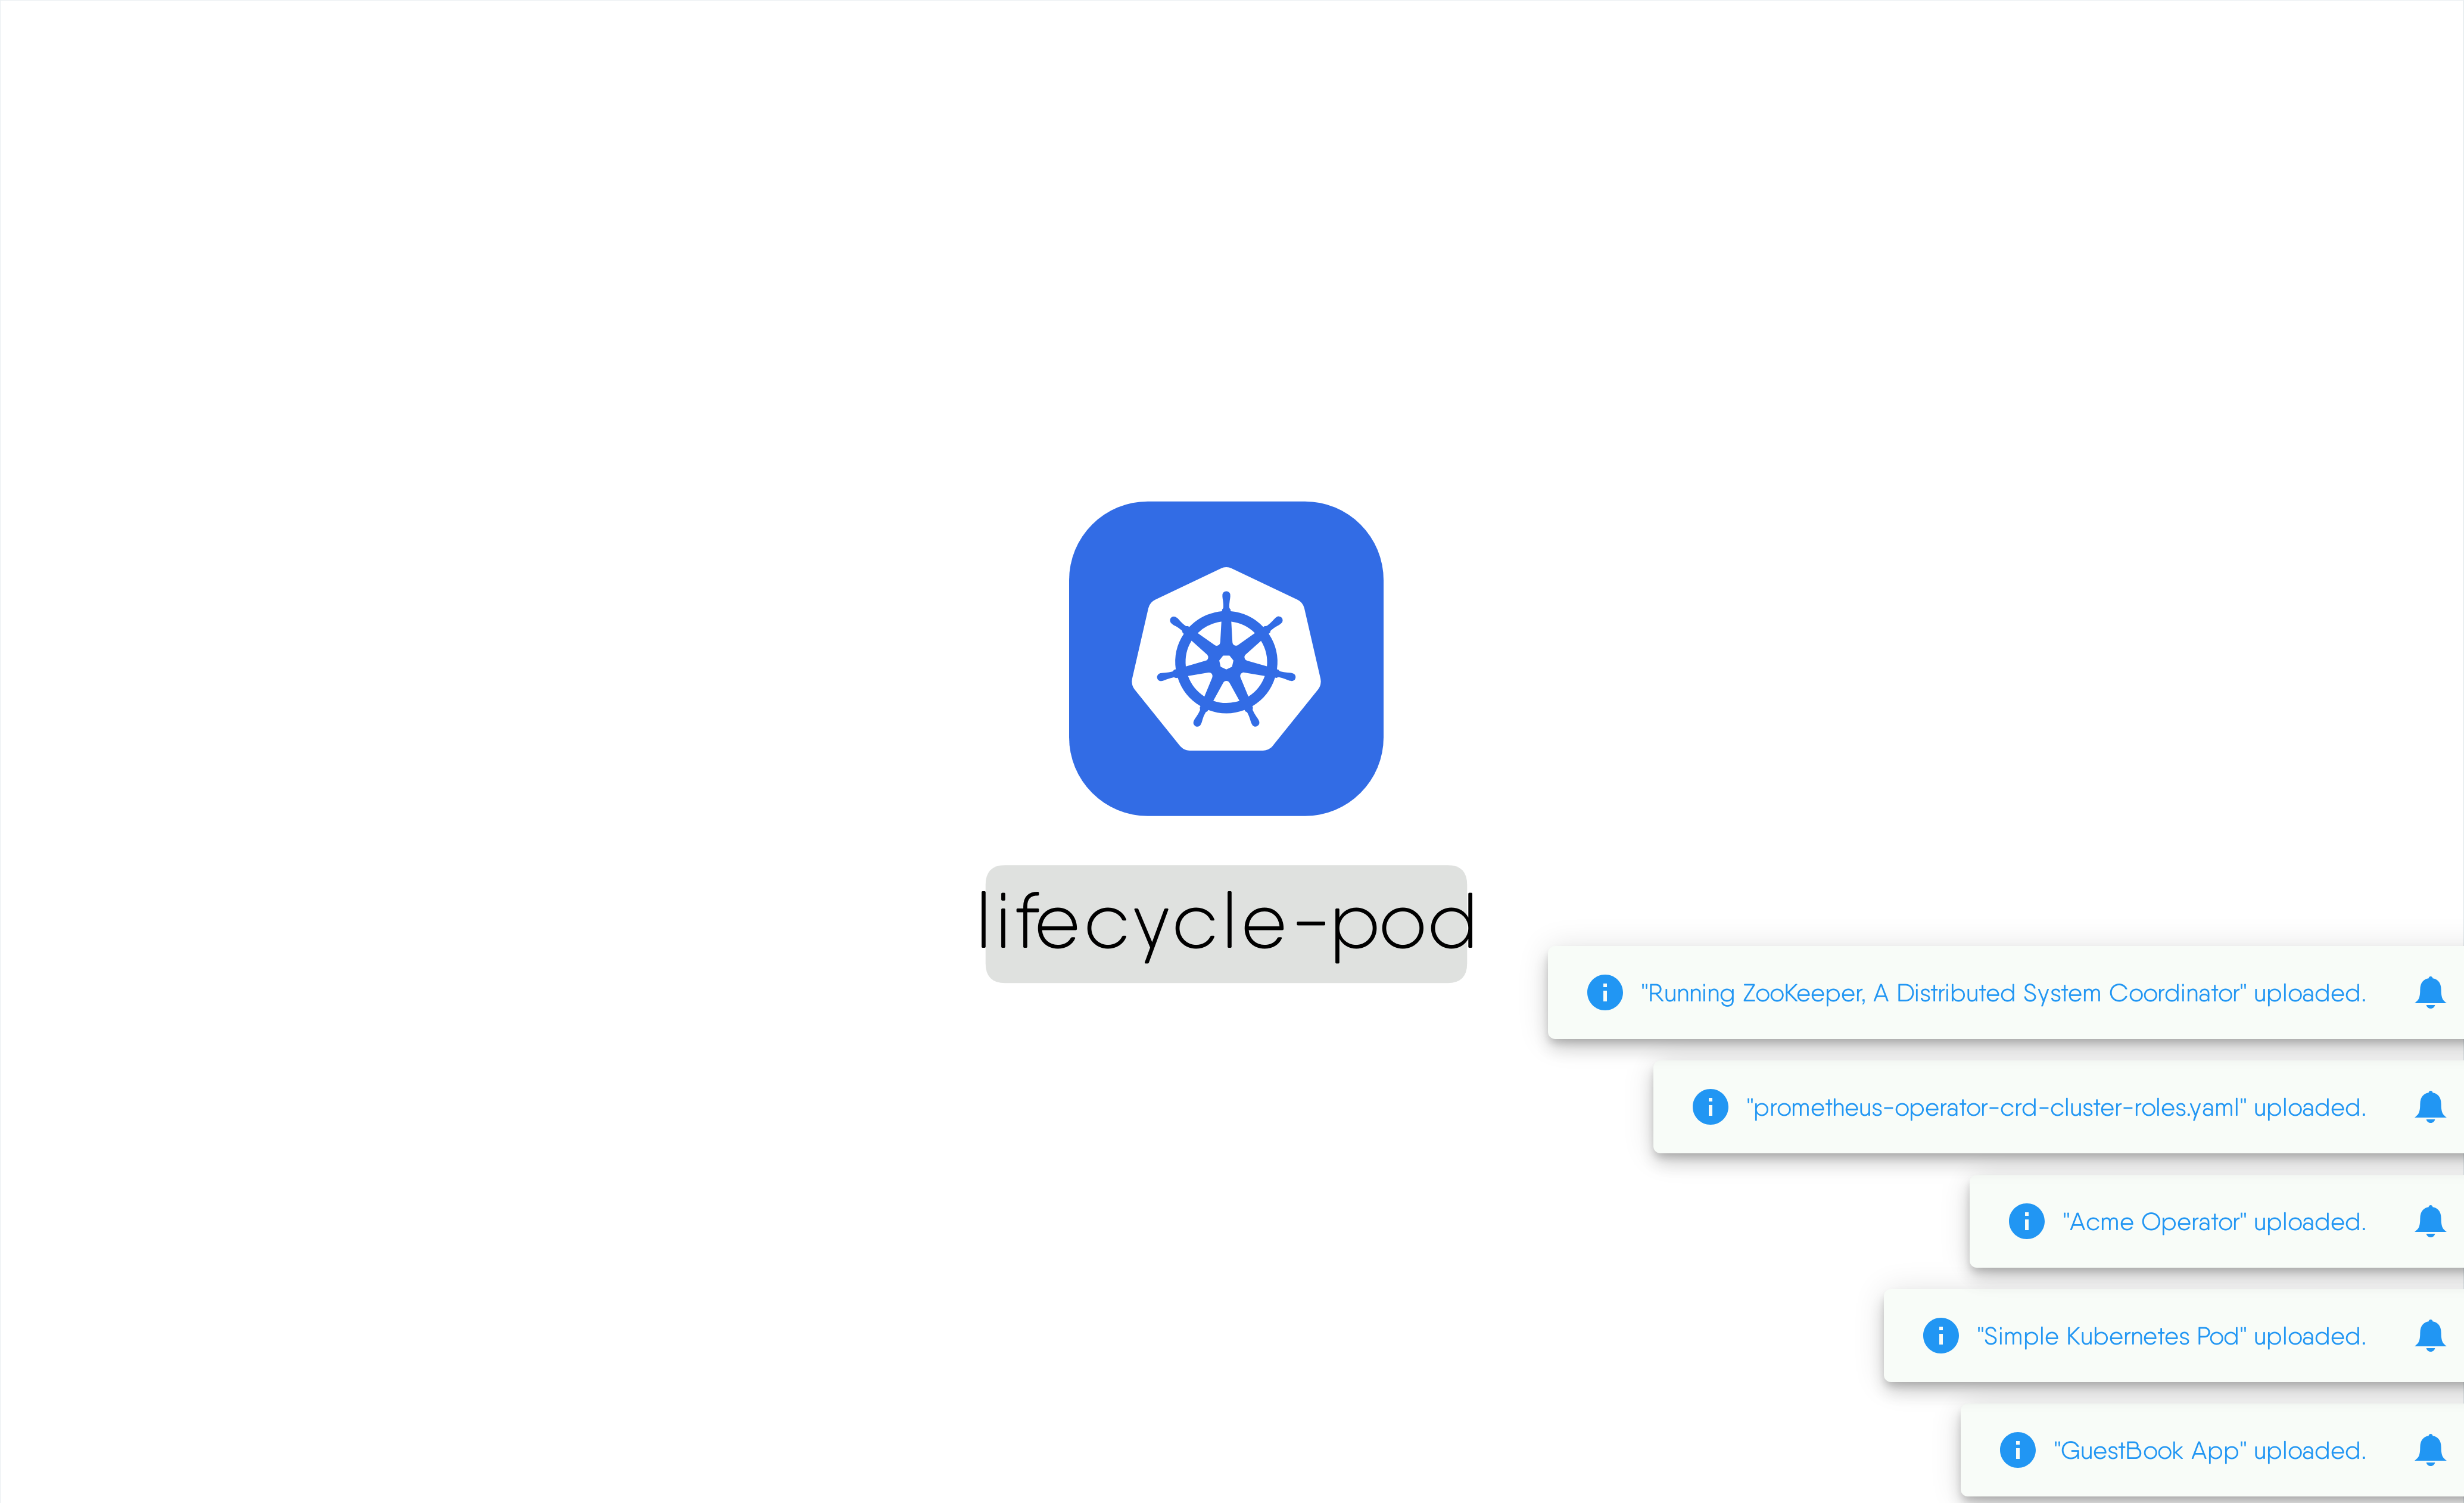 lifecycle-pod
"Running ZooKeeper, A Distributed System Coordinator" uploaded.
"prometheus-operator-crd-cluster-roles.yaml" uploaded.
"Acme Operator" uploaded.
"Simple Kubernetes Pod" uploaded.
"GuestBook App" uploaded.